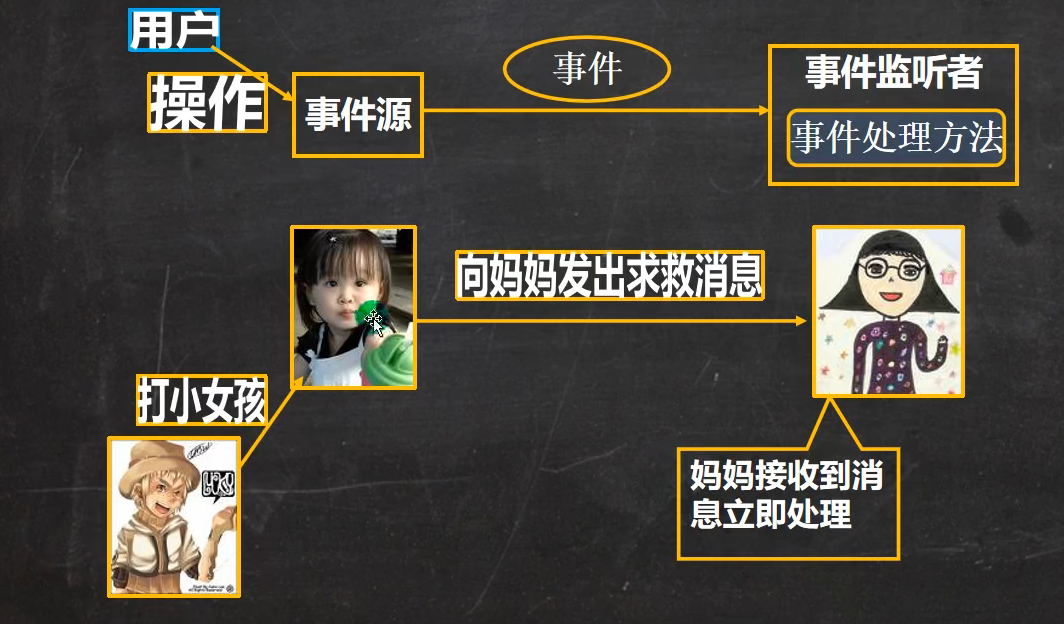 用户
操作
事件源
事件
事件监听者
事件处理方法
向妈妈发出求救消息
打小女孩
妈妈接收到消
息立即处理